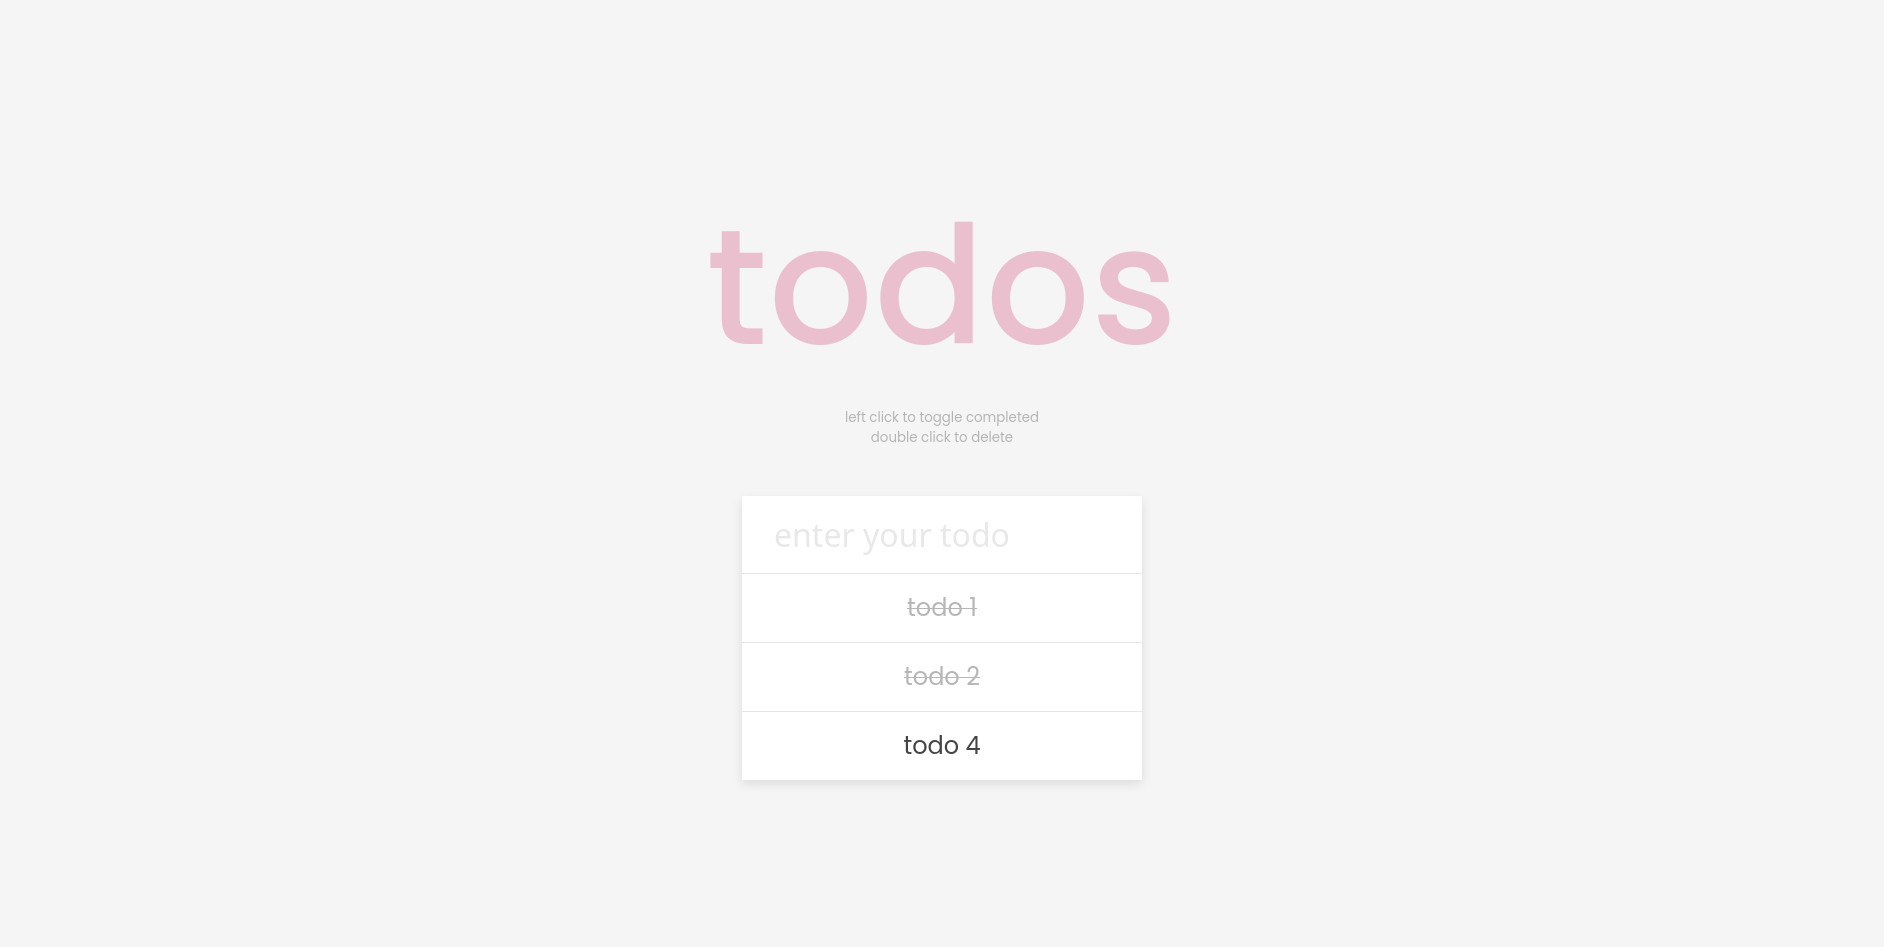 todos
left click to toggle completed
double click to delete
enter your todo
todo 1
todo 2
todo 4